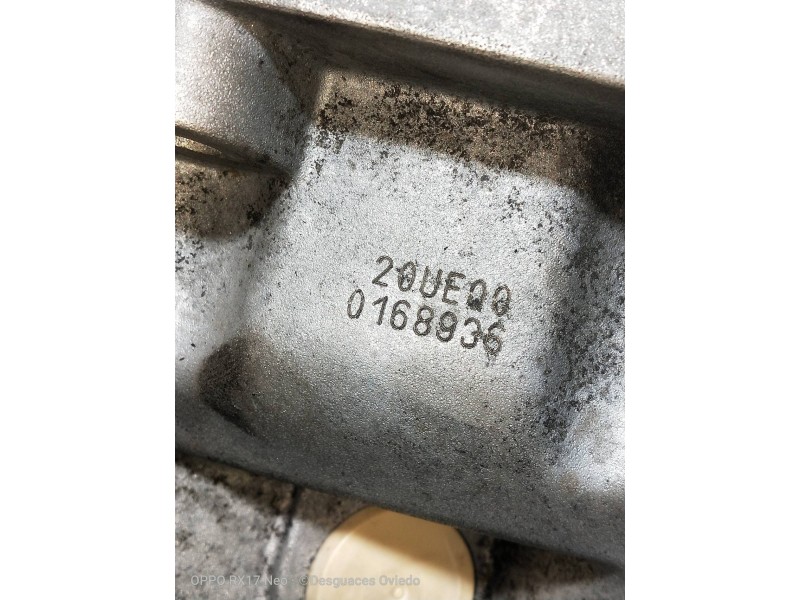 20UE00
0168936
OPPO RX17 Neo ©Desguaces Oviedo